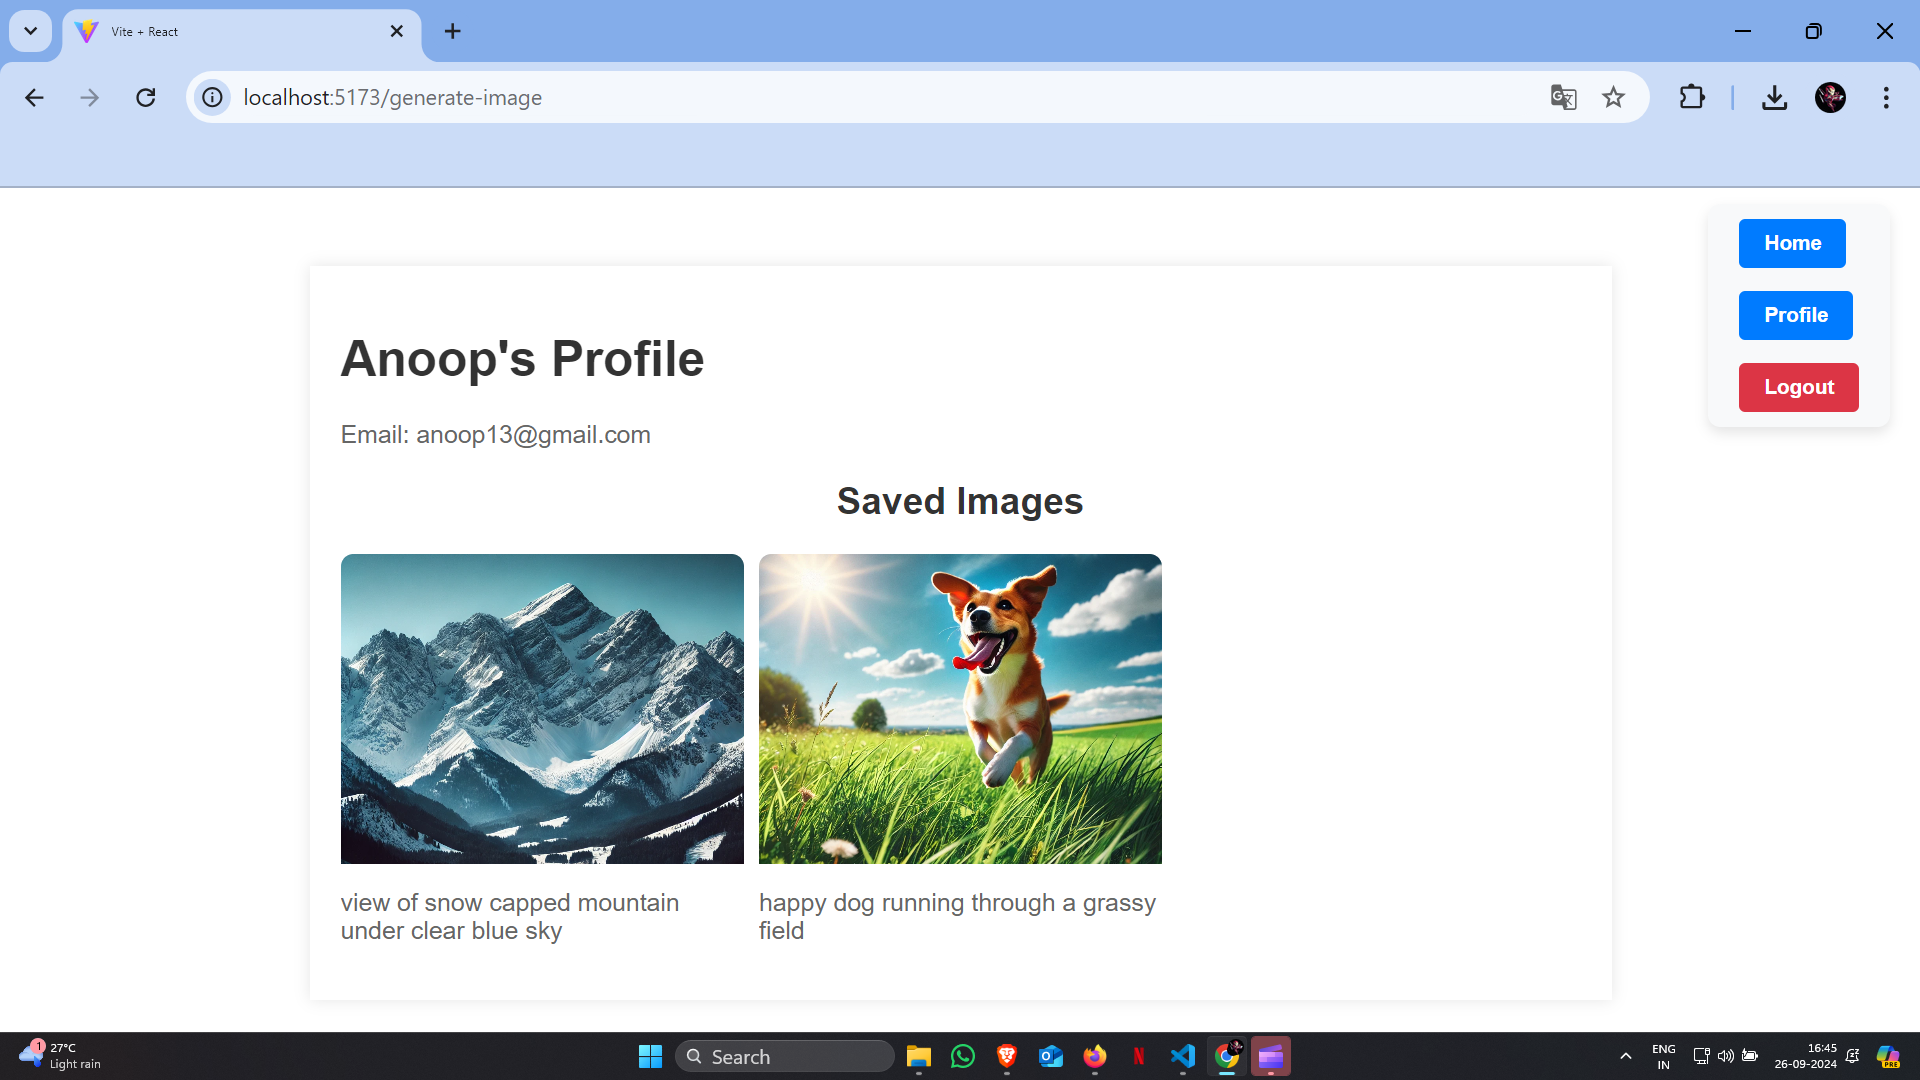 Vite + React
localhost:5173/generate-image
Home
Profile
Logout
Anoop's Profile
Email: anoop13@gmail.com
Saved Images
view of snow capped mountain
under clear blue sky
happy dog running through a grassy
field
1
27°C
Light rain
Search
ENG
IN
16:45
26-09-2024
PRE